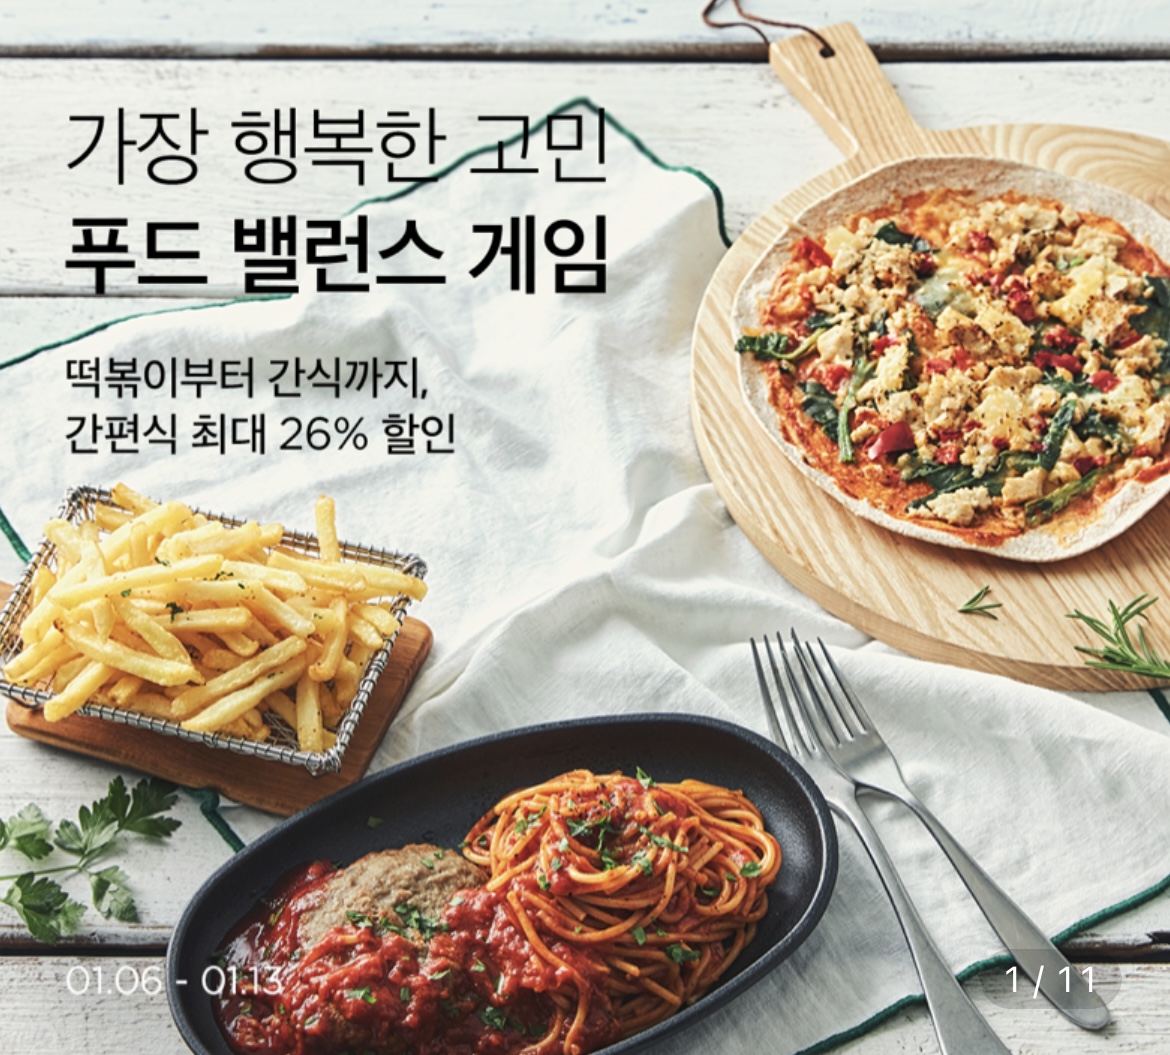 가장 행복한 고민
푸드 밸런스 게임
떡볶이부터 간식까지,
간편식 최대 26% 할인
01.06 - 01.13
1 / 11